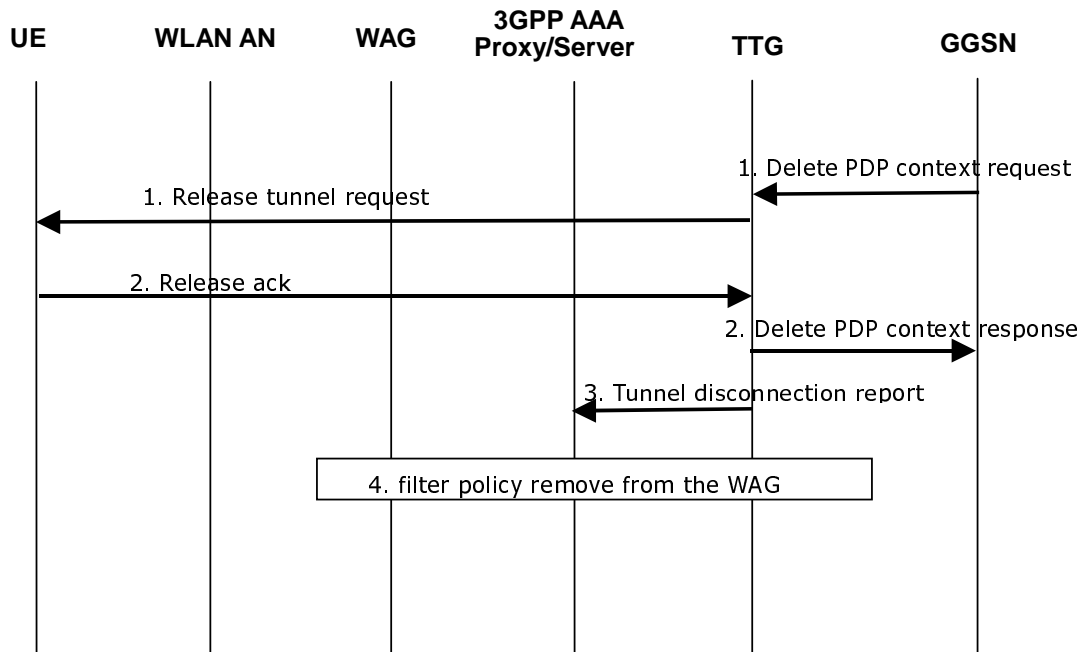 UE
WLAN AN
WAG
3GPP AAA
Proxy/Server
TTG
GGSN
1. Delete PDP context request
1. Release tunnel request
2. Release ack
2. Delete PDP context response
3. Tunnel disconnection report
4. filter policy remove from the WAG